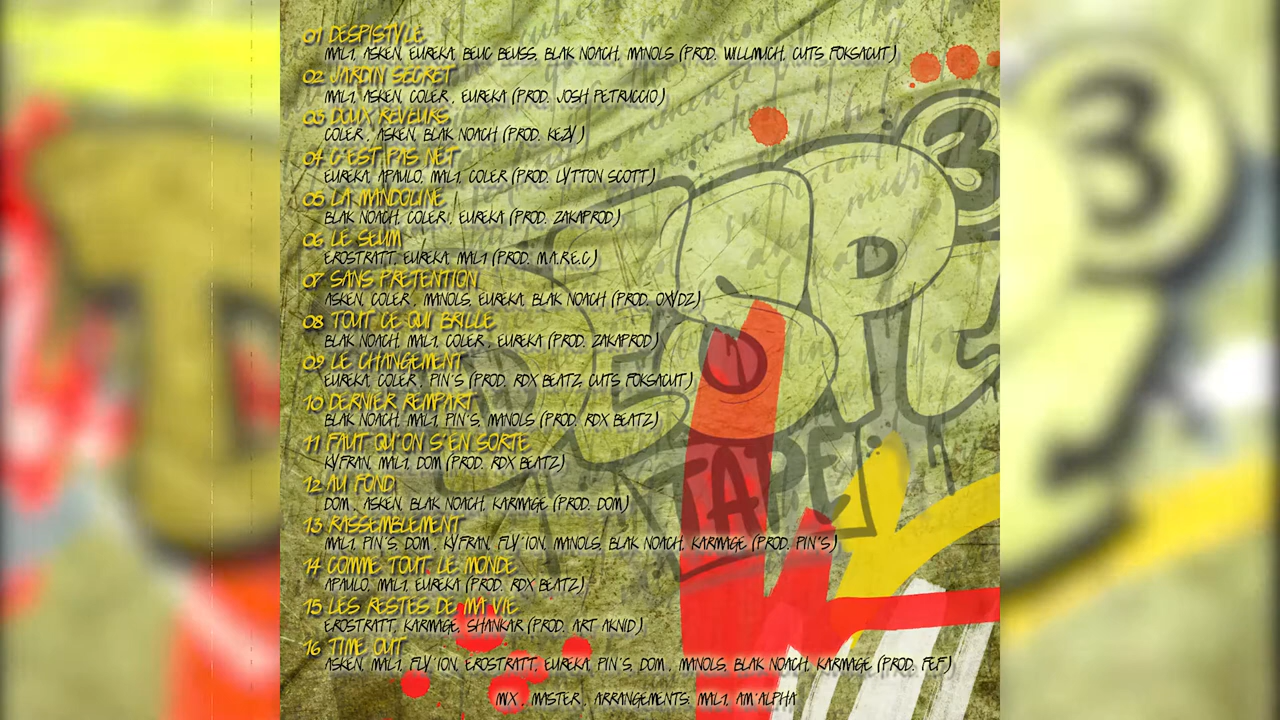 01 DESPISTYLE
MAL1, ASKEN, EUREKA, BEUG BEUSS, BLAK NOACH, MANOLS (PROD. WILLMUCH, CUTS FOKSACUT)
02 JARDIN SECRET
MAL1, ASKEN, COLER, EUREKA (PROD. JOSH PETRUCCIO)
03 DOUX REVEURS
COLER, ASKEN, BLAK NOACH (PROD. KEZY)
04 C'EST PAS NET
EUREKA, APAULO, MAL1, COLER (PROD. LYTTON SCOTT)
05 LA MANDOLINE
BLAK NOACH, COLER, EUREKA (PROD. ZAKAPROD)
06 LE SEUM
EROSTRATT, EUREKA, MAL1 (PROD. M.A.R.E.C)
07 SANS PRETENTION
ASKEN, COLER, MANOLS, EUREKA, BLAK NOACH (PROD. OXYDZ)
08 TOUT CE QUI BRILLE
BLAK NOACH, MAL1, COLER, EUREKA (PROD. ZAKAPROD)
09 LE CHANGEMENT
EUREKA, COLER, PIN'S (PROD. RDX BEATZ, CUTS FOKSACUT)
10 DERNIER REMPART
BLAK NOACH, MAL1, PIN'S, MANOLS (PROD. RDX BEATZ)
11 FAUT QU'ON S'EN SORTE
KYFRAN, MAL1, DOM (PROD. RDX BEATZ)
12 AU FOND
DOM, ASKEN, BLAK NOACH, KARMAGE (PROD. DOM)
13 RASSEMBLEMENT
MAL1, PIN'S, DOM, KYFRAN, FLY'ION, MANOLS, BLAK NOACH, KARMAGE (PROD. PIN'S)
14 COMME TOUT LE MONDE
APAULO, MAL1, EUREKA (PROD. RDX BEATZ)
15 LES RESTES DE MA VIE
EROSTRATT, KARMAGE, SHANKAR (PROD. ART AKNID)
16 TIME OUT
ASKEN, MAL1, FLY'ION, EROSTRATT, EUREKA, PIN'S, DOM, MANOLS, BLAK NOACH, KARMAGE (PROD. FEF)
MIX, MASTER, ARRANGEMENTS: MAL1, AM'ALPHA
3
TAPE
3